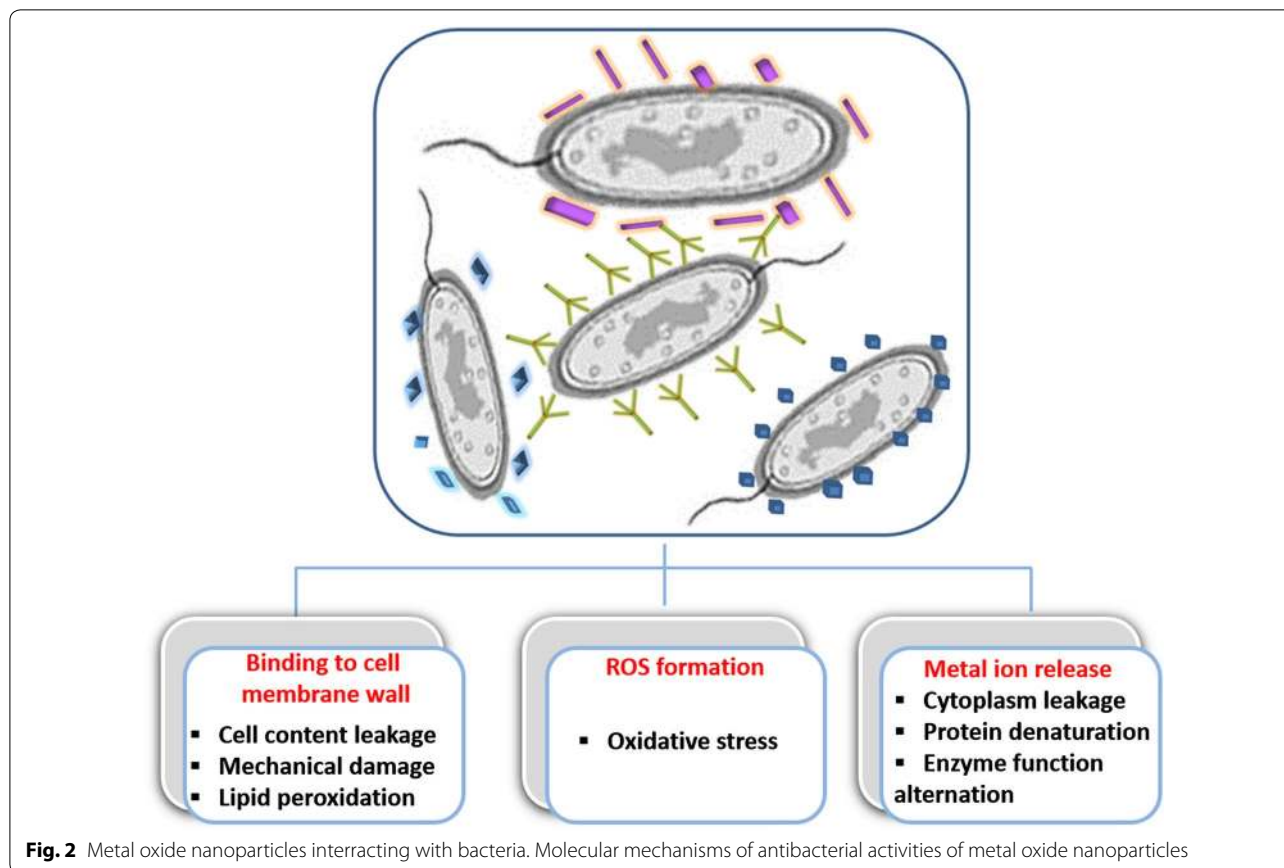 Binding to cell
membrane wall
▪ Cell content leakage
▪ Mechanical damage
▪ Lipid peroxidation
ROS formation
▪ Oxidative stress
Metal ion release
▪ Cytoplasm leakage
▪ Protein denaturation
▪ Enzyme function
alternation
Fig. 2 Metal oxide nanoparticles interracting with bacteria. Molecular mechanisms of antibacterial activities of metal oxide nanoparticles